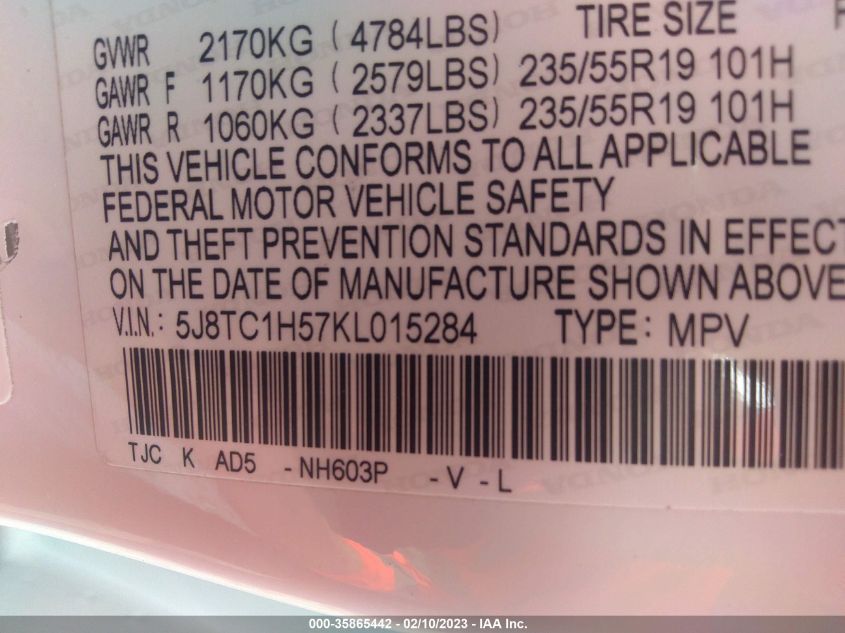 GVWR 2170KG ( 4784LBS) TIRE SIZE
GAWR F 1170KG ( 2579LBS) 235/55R19 101H
GAWR R 1060KG ( 2337LBS) 235/55R19 101H
THIS VEHICLE CONFORMS TO ALL APPLICABLE
FEDERAL MOTOR VEHICLE SAFETY
AND THEFT PREVENTION STANDARDS IN EFFECT
ON THE DATE OF MANUFACTURE SHOWN ABOVE
V.I.N.: 5J8TC1H57KL015284 TYPE: MPV
TJC K AD5 -NH603P -V -L
000-35865442 - 02/10/2023 - IAA Inc.